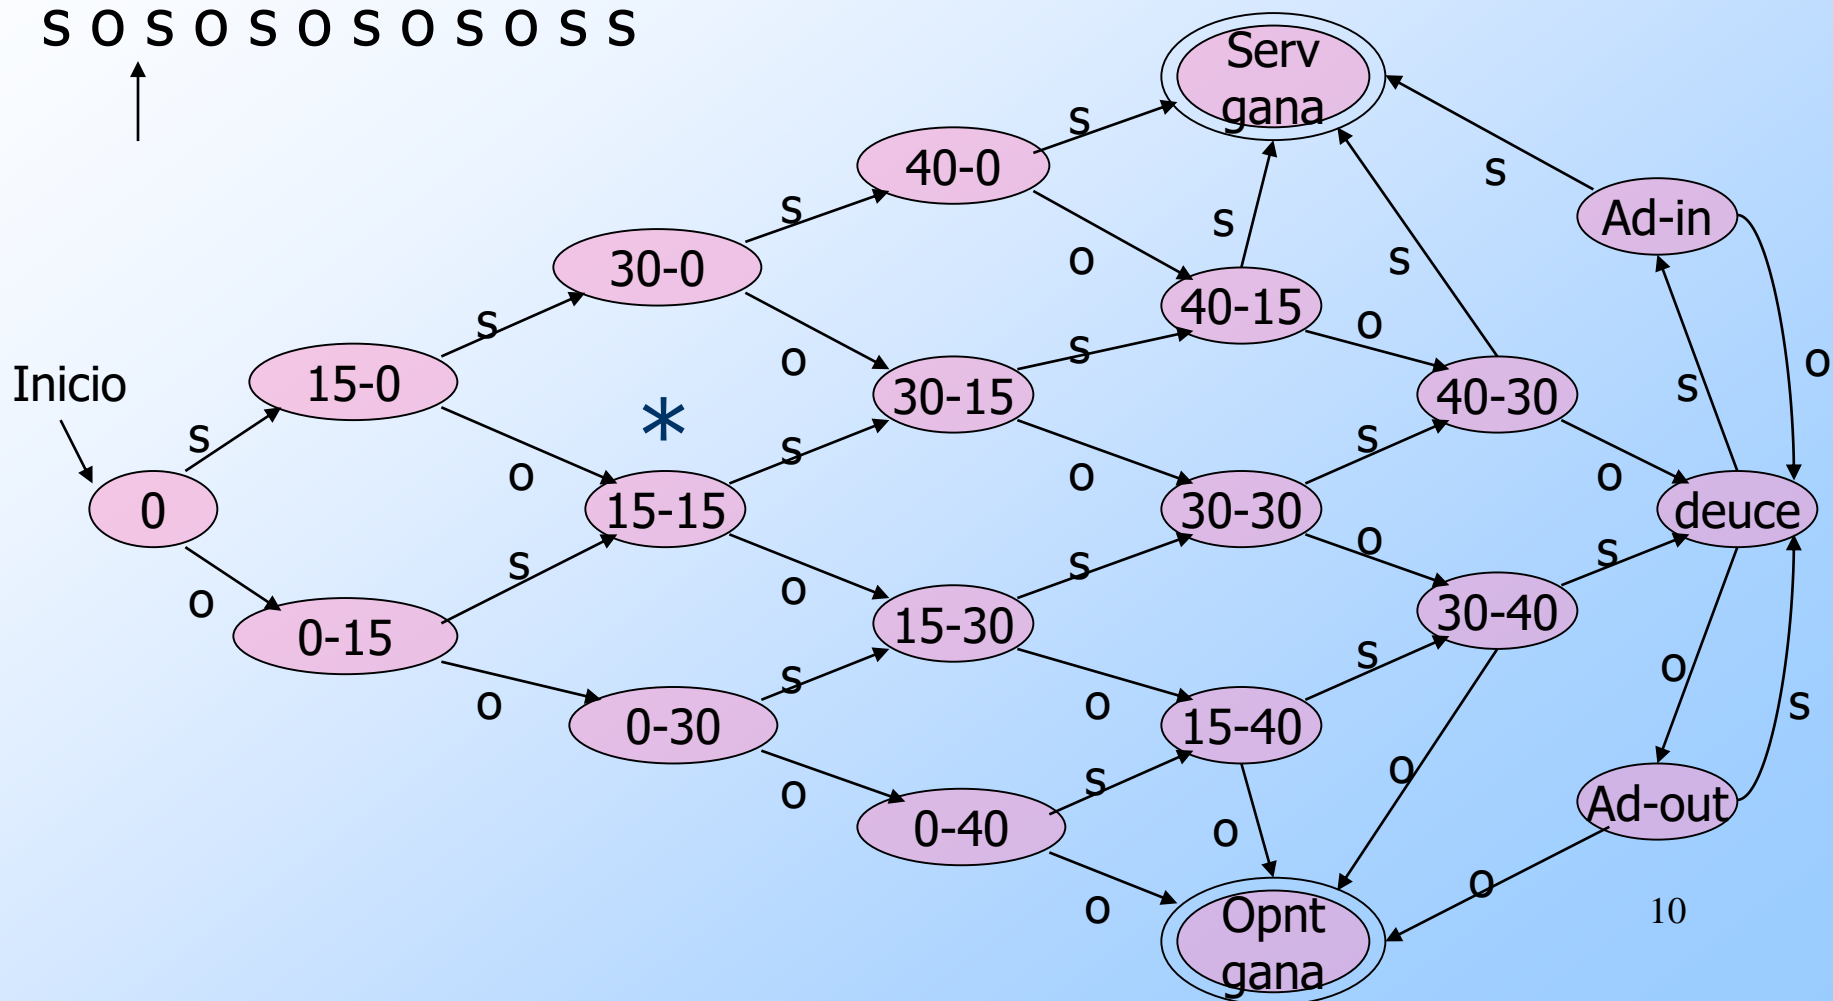 s o s o s o s o s o s s
Serv
gana
s
40-0
s
s
Ad-in
30-0
s
o
s
40-15
s
o
o
s
Inicio
15-0
o
30-15
s
40-30
s
s
*
s
s
o
0
o
15-15
o
30-30
o
deuce
s
o
s
s
o
o
0-15
o
15-30
30-40
s
s
o
o
0-30
o
15-40
s
s
o
o
0-40
o
Ad-out
o
o
Opnt
gana
10